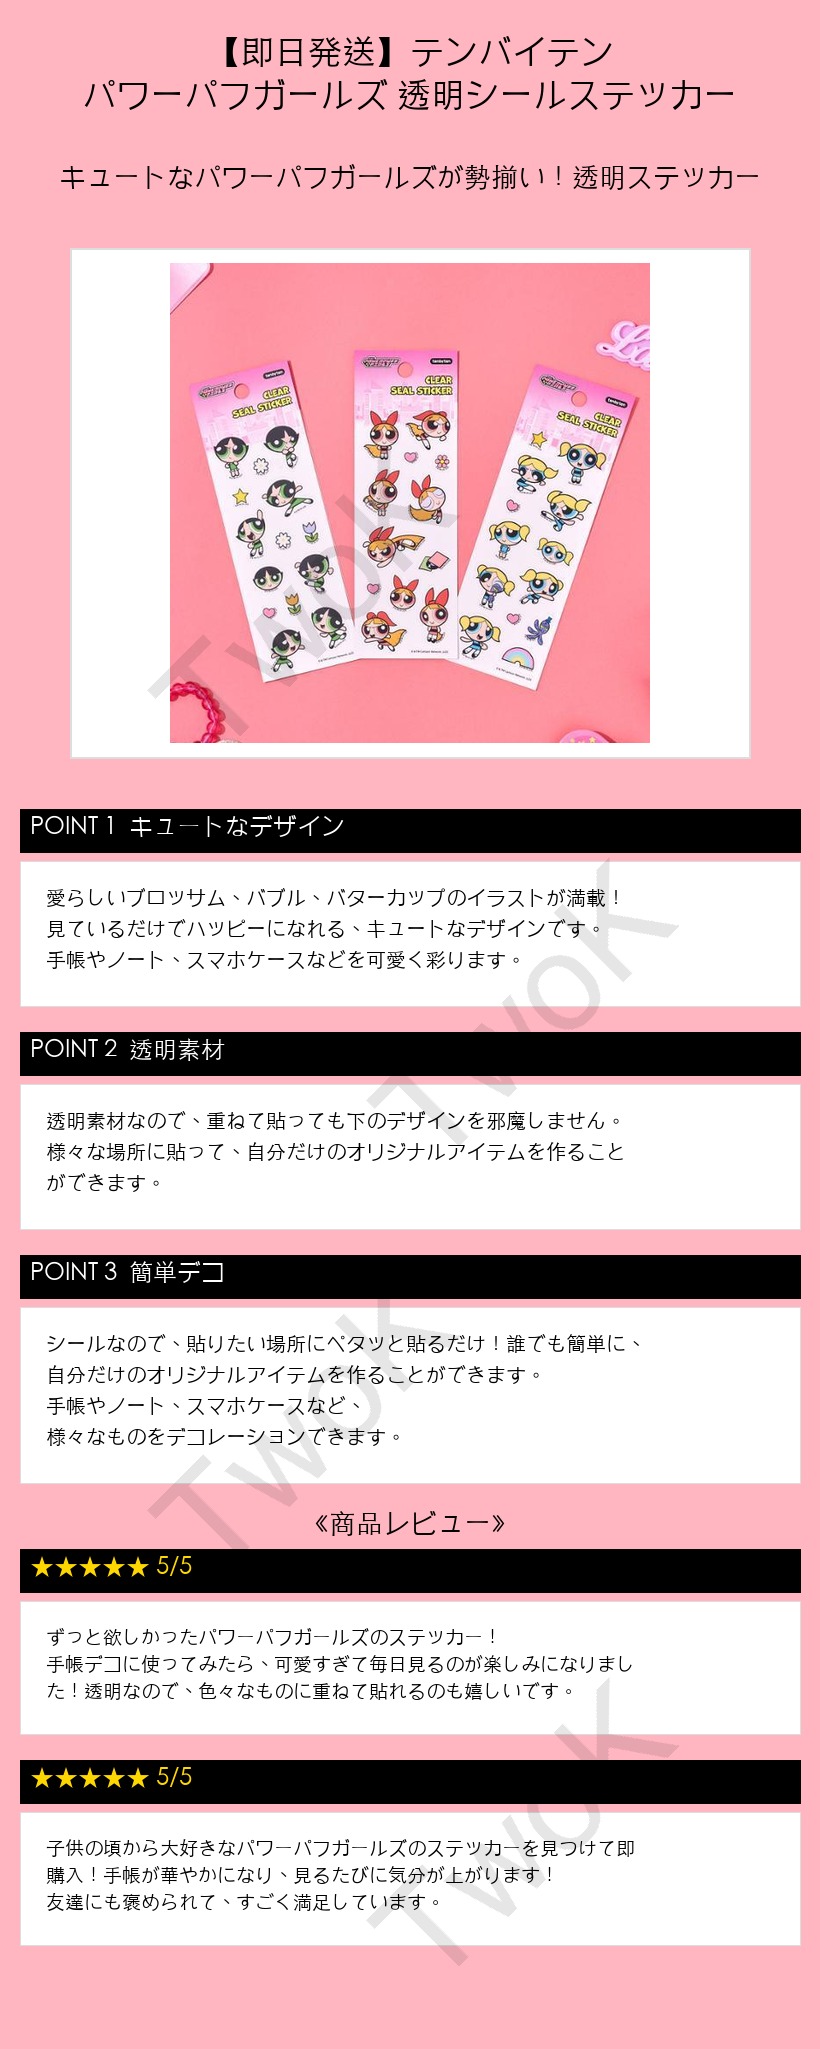 【即日発送】テンバイテン
パワーパフガールズ 透明シールステッカー
キュートなパワーパフガールズが勢揃い！透明ステッカー
CLEAR
SEAL STICKER
CLEAR
SEAL STICKER
CLEAR
SEAL STICKER
TwoK
POINT 1 キュートなデザイン
愛らしいブロッサム、バブル、バターカップのイラストが満載！
見ているだけでハッピーになれる、キュートなデザインです。
手帳やノート、スマホケースなどを可愛く彩ります。
TwoK
POINT 2 透明素材
透明素材なので、重ねて貼っても下のデザインを邪魔しません。
様々な場所に貼って、自分だけのオリジナルアイテムを作ること
ができます。
POINT 3 簡単デコ
シールなので、貼りたい場所にペタッと貼るだけ！誰でも簡単に、
自分だけのオリジナルアイテムを作ることができます。
手帳やノート、スマホケースなど、
様々なものをデコレーションできます。
TwoK
《商品レビュー》
★★★★★ 5/5
ずっと欲しかったパワーパフガールズのステッカー！
手帳デコに使ってみたら、可愛すぎて毎日見るのが楽しみになりまし
た！透明なので、色々なものに重ねて貼れるのも嬉しいです。
★★★★★ 5/5
子供の頃から大好きなパワーパフガールズのステッカーを見つけて即
購入！手帳が華やかになり、見るたびに気分が上がります！
友達にも褒められて、すごく満足しています。
TwoK